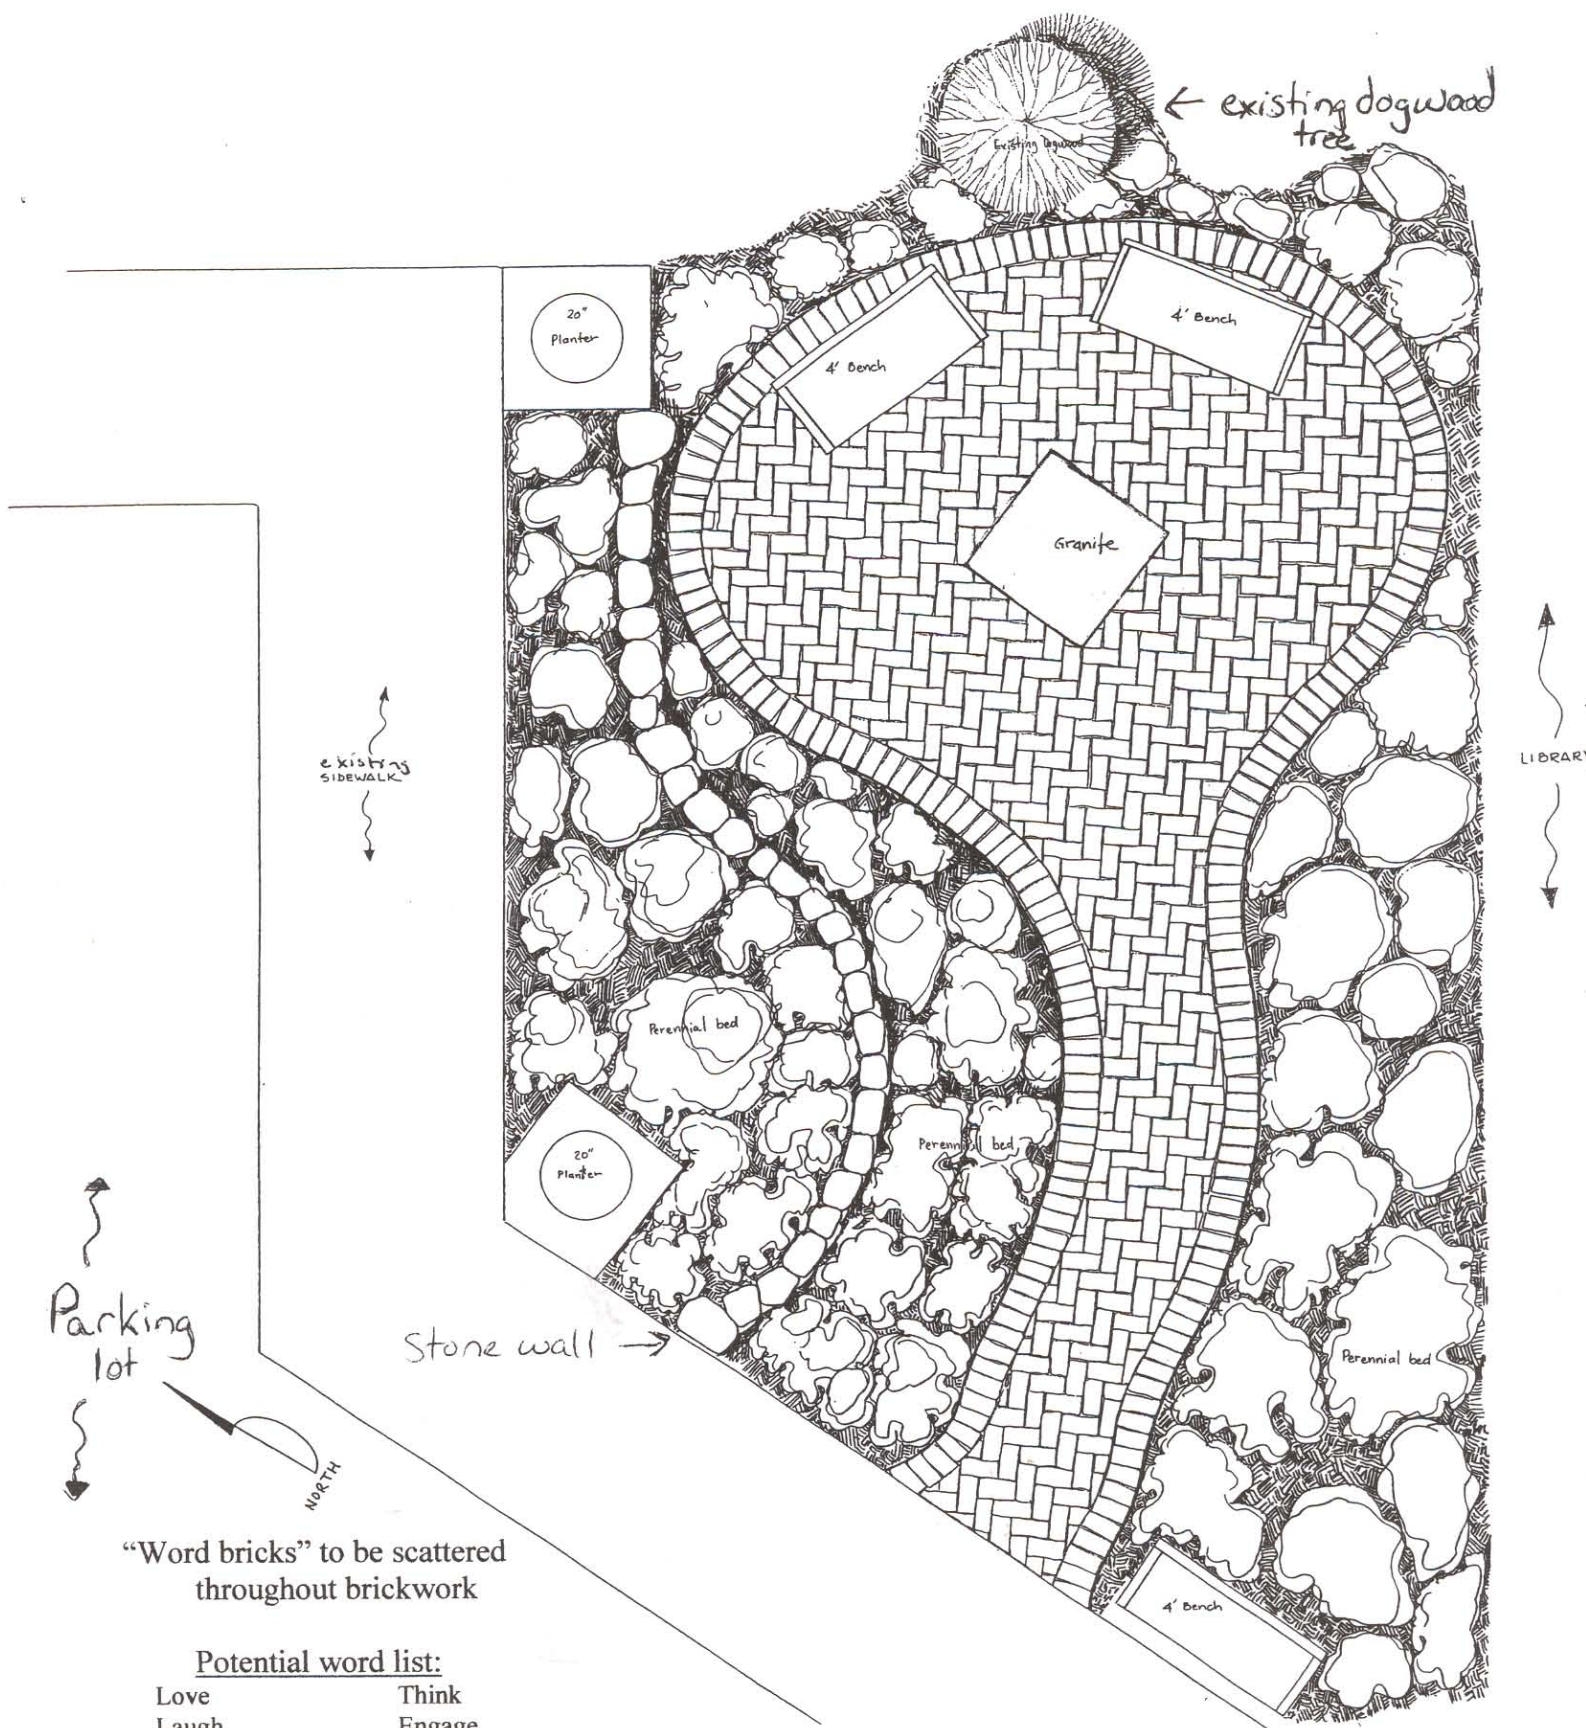 ← existing dogwood
tree
Existing Dogwood
20"
Planter
4' Bench
4' Bench
Granite
existing
SIDEWALK
LIBRARY
Perennial bed
Perennial bed
20"
Planter
Parking
lot
Stone wall →
Perennial bed
NORTH
4' Bench
“Word bricks” to be scattered
throughout brickwork
Potential word list:
Love Think
Laugh Engage